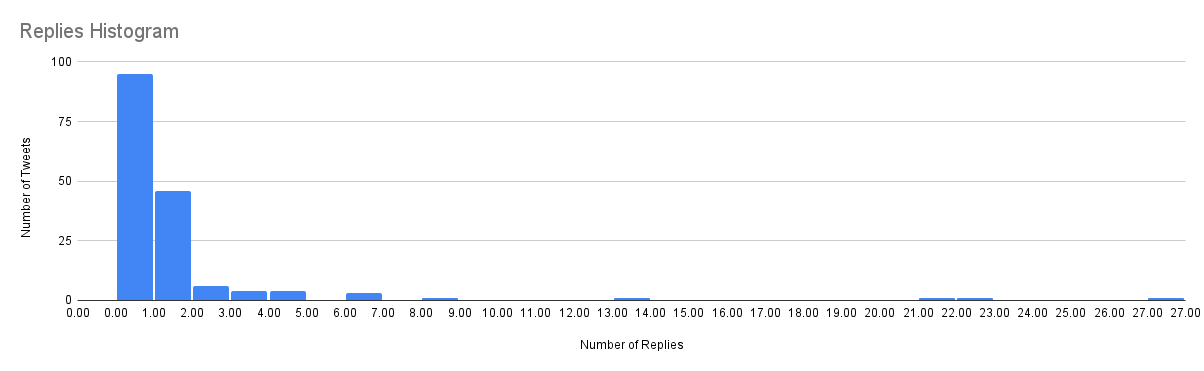 Replies Histogram
100
75
50
25
0
Number of Tweets
0.00 0.00 1.00 2.00 3.00 4.00 5.00 6.00 7.00 8.00 9.00 10.00 11.00 12.00 13.00 14.00 15.00 16.00 17.00 18.00 19.00 20.00 21.00 22.00 23.00 24.00 25.00 26.00 27.00 27.00
Number of Replies